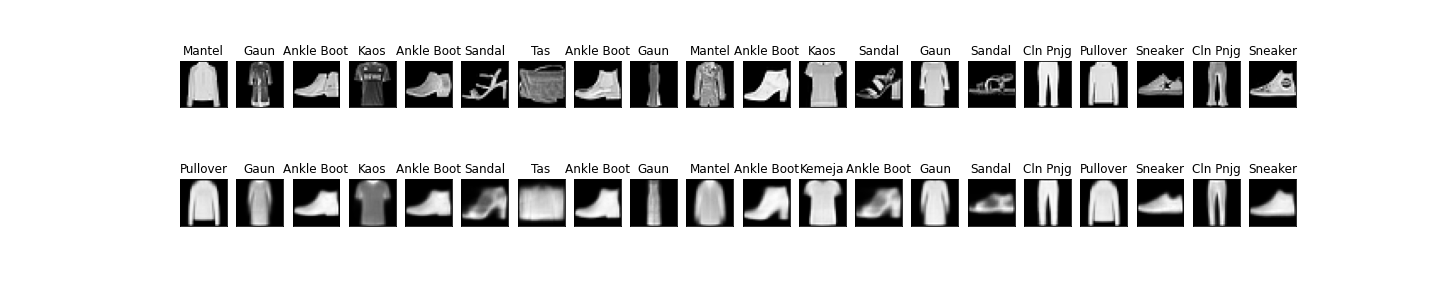 Mantel Gaun Ankle Boot Kaos Ankle Boot Sandal Tas Ankle Boot Gaun Mantel Ankle Boot Kaos Sandal Gaun Sandal Cln Pnjg Pullover Sneaker Cln Pnjg Sneaker
Pullover Gaun Ankle Boot Kaos Ankle Boot Sandal Tas Ankle Boot Gaun Mantel Ankle Boot Kemeja Ankle Boot Gaun Sandal Cln Pnjg Pullover Sneaker Cln Pnjg Sneaker